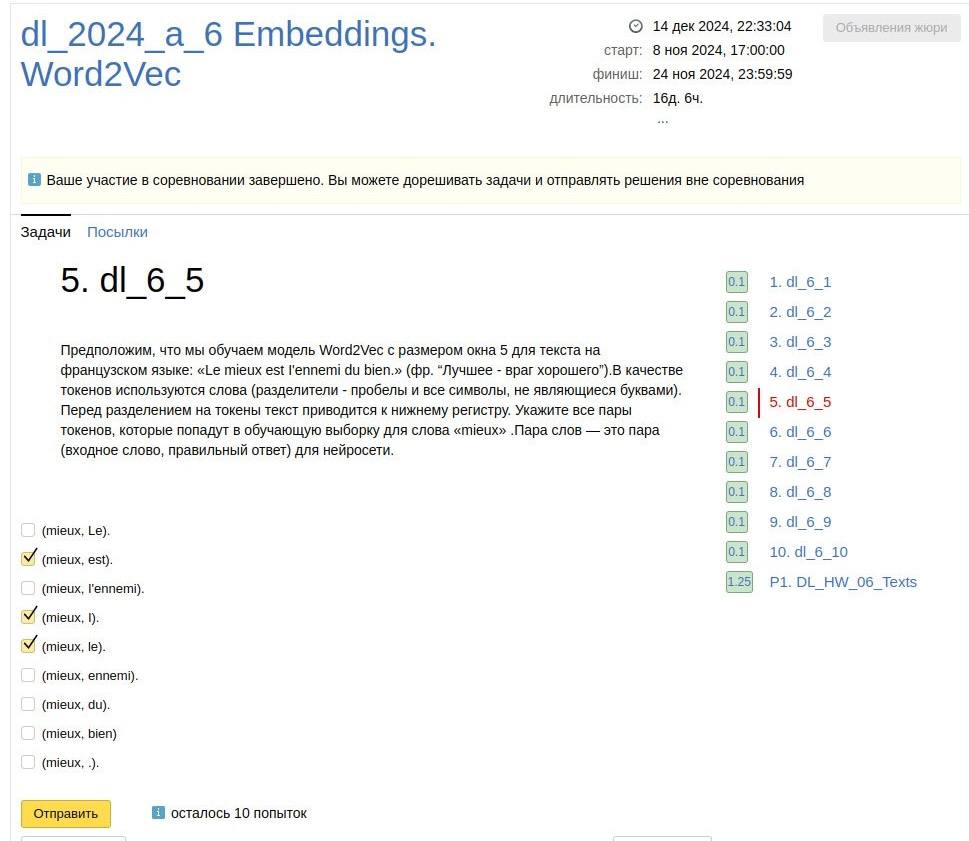 dl_2024_a_6 Embeddings.
Word2Vec
14 дек 2024, 22:33:04
старт: 8 ноя 2024, 17:00:00
финиш: 24 ноя 2024, 23:59:59
длительность: 16д. 6ч.
...
Объявления жюри
Ваше участие в соревновании завершено. Вы можете дорешивать задачи и отправлять решения вне соревнования
Задачи Посылки
5. dl_6_5
Предположим, что мы обучаем модель Word2Vec с размером окна 5 для текста на
французском языке: «Le mieux est l'ennemi du bien.» (фр. “Лучшее - враг хорошего”).В качестве
токенов используются слова (разделители - пробелы и все символы, не являющиеся буквами).
Перед разделением на токены текст приводится к нижнему регистру. Укажите все пары
токенов, которые попадут в обучающую выборку для слова «mieux» .Пара слов — это пара
(входное слово, правильный ответ) для нейросети.
(mieux, Le).
(mieux, est).
(mieux, l'ennemi).
(mieux, l).
(mieux, le).
(mieux, ennemi).
(mieux, du).
(mieux, bien)
(mieux, .).
Отправить
осталось 10 попыток
0.1 1. dl_6_1
0.1 2. dl_6_2
0.1 3. dl_6_3
0.1 4. dl_6_4
0.1 5. dl_6_5
0.1 6. dl_6_6
0.1 7. dl_6_7
0.1 8. dl_6_8
0.1 9. dl_6_9
0.1 10. dl_6_10
1.25 P1. DL_HW_06_Texts